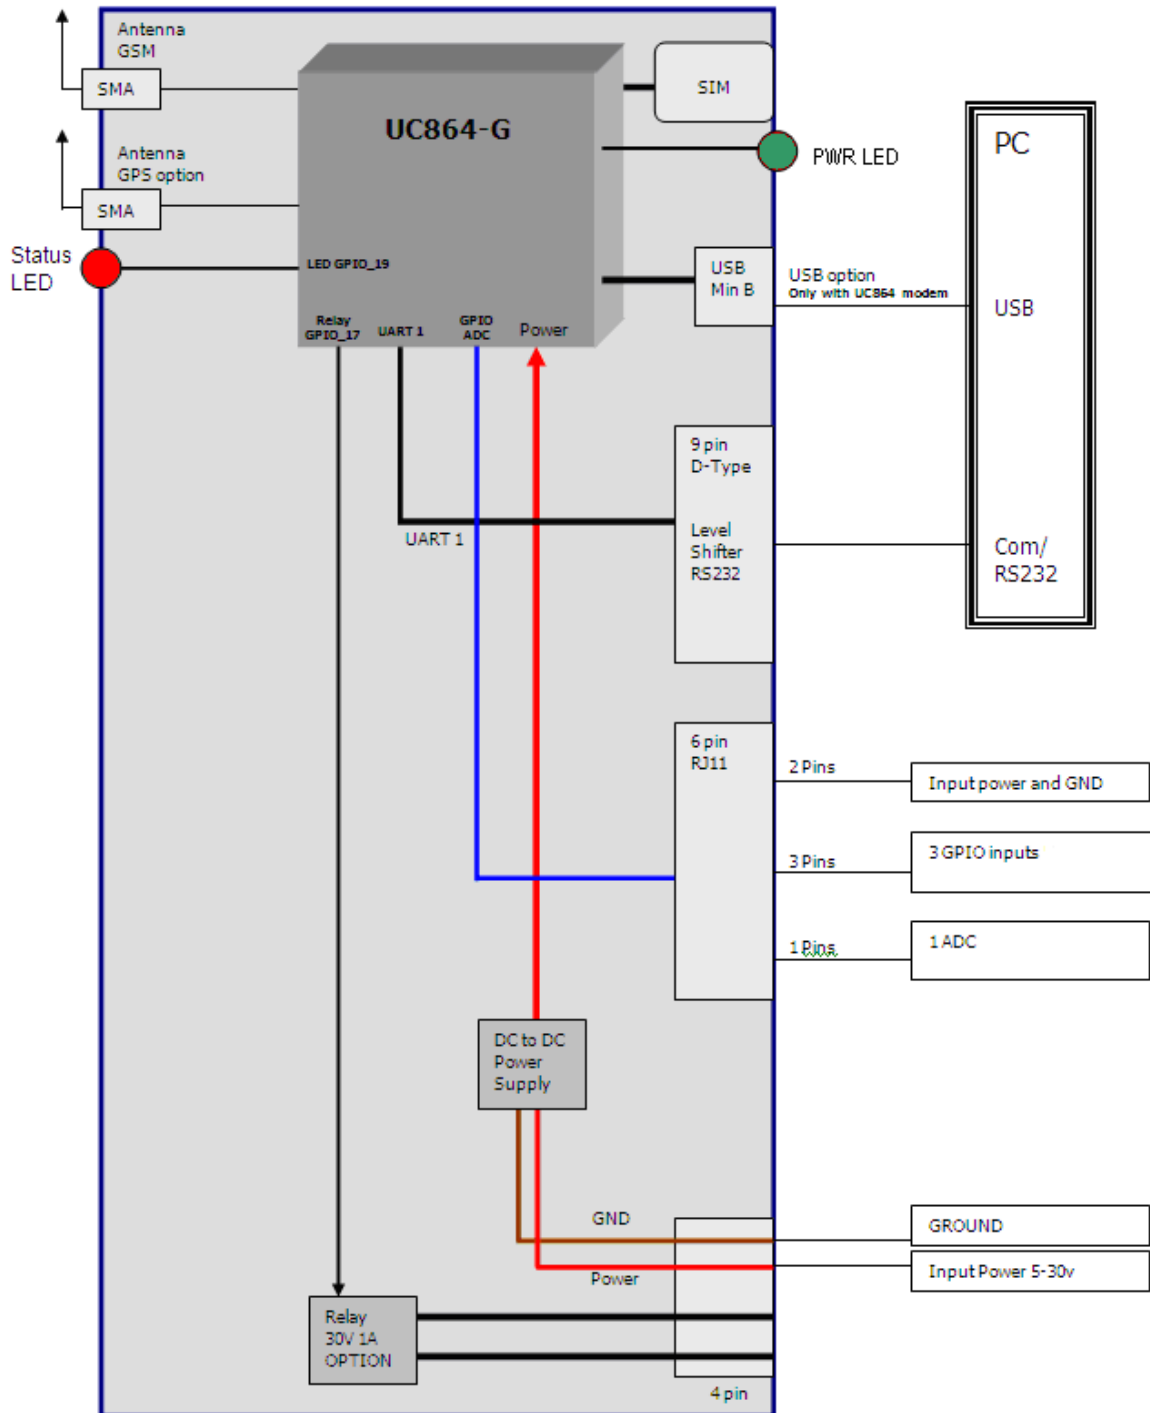 Antenna
GSM
SMA
UC864-G
SIM
PC
Antenna
GPS option
PWR LED
SMA
Status
LED
LED GPIO_19
USB
Min B
USB option
Only with UC864 modem
USB
Relay
GPIO_17
UART 1
GPIO
ADC
Power
9 pin
D-Type
UART 1
Level
Shifter
RS232
Com/
RS232
6 pin
RJ11
2 Pins
Input power and GND
3 Pins
3 GPIO inputs
1 Pins
1 ADC
DC to DC
Power
Supply
GND
GROUND
Power
Input Power 5-30v
Relay
30V 1A
OPTION
4 pin